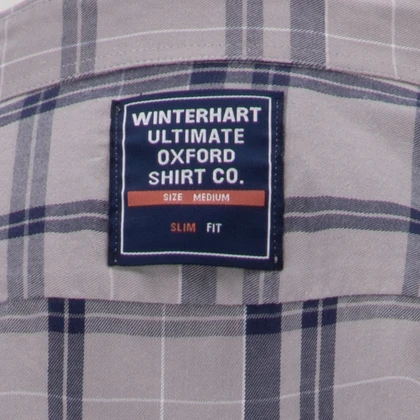 WINTERHART
ULTIMATE
OXFORD
SHIRT CO.
SIZE MEDIUM
SLIM FIT